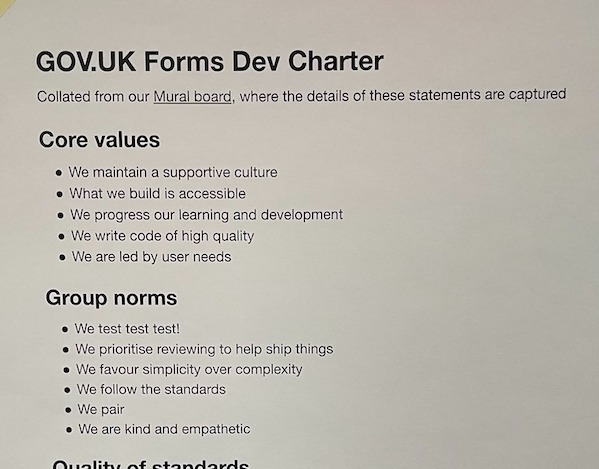 GOV.UK Forms Dev Charter
Collated from our Mural board, where the details of these statements are captured
Core values
• We maintain a supportive culture
• What we build is accessible
• We progress our learning and development
• We write code of high quality
• We are led by user needs
Group norms
• We test test test!
• We prioritise reviewing to help ship things
• We favour simplicity over complexity
• We follow the standards
• We pair
• We are kind and empathetic
Quality of standards